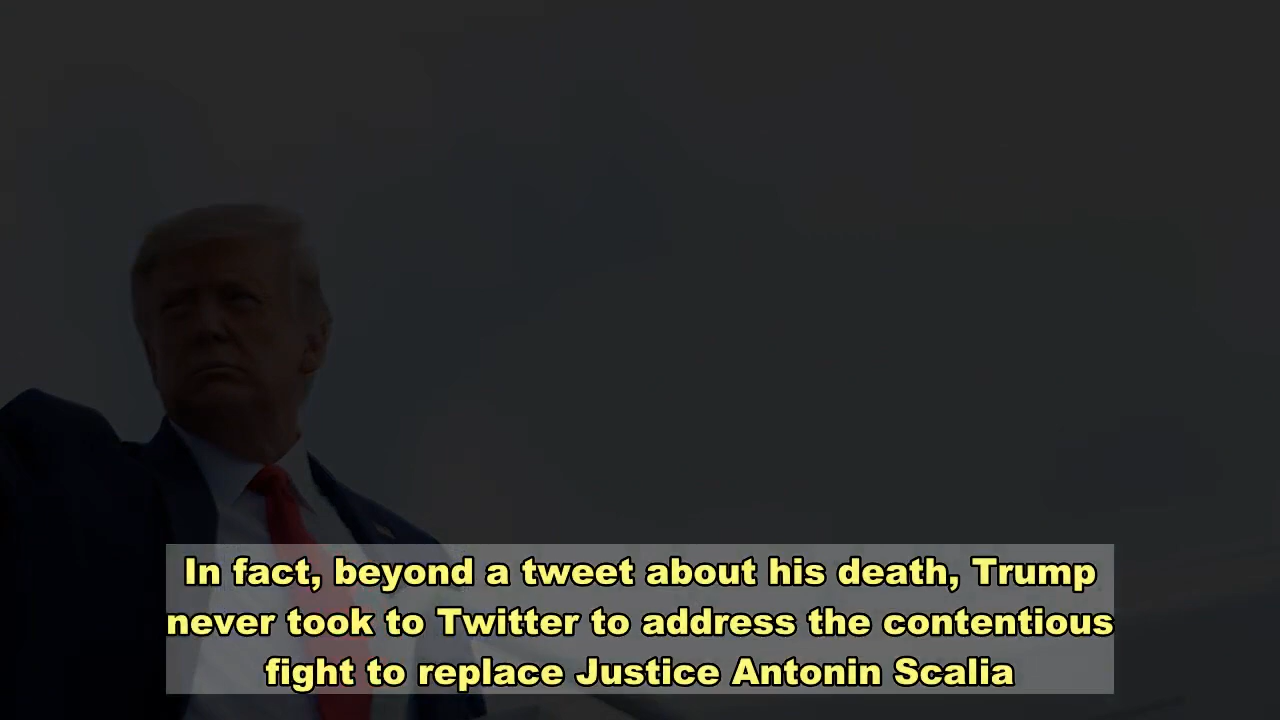 In fact, beyond a tweet about his death, Trump
never took to Twitter to address the contentious
fight to replace Justice Antonin Scalia